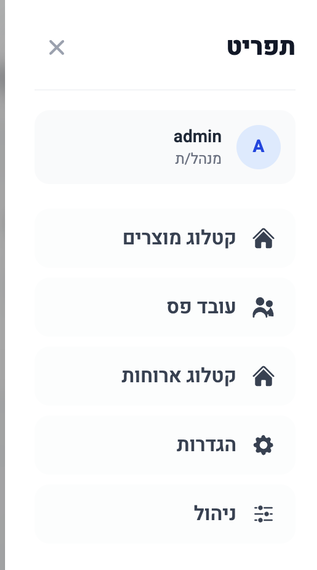 תפריט
admin
מנהל/ת
A
קטלוג מוצרים
עובד פס
קטלוג ארוחות
הגדרות
ניהול